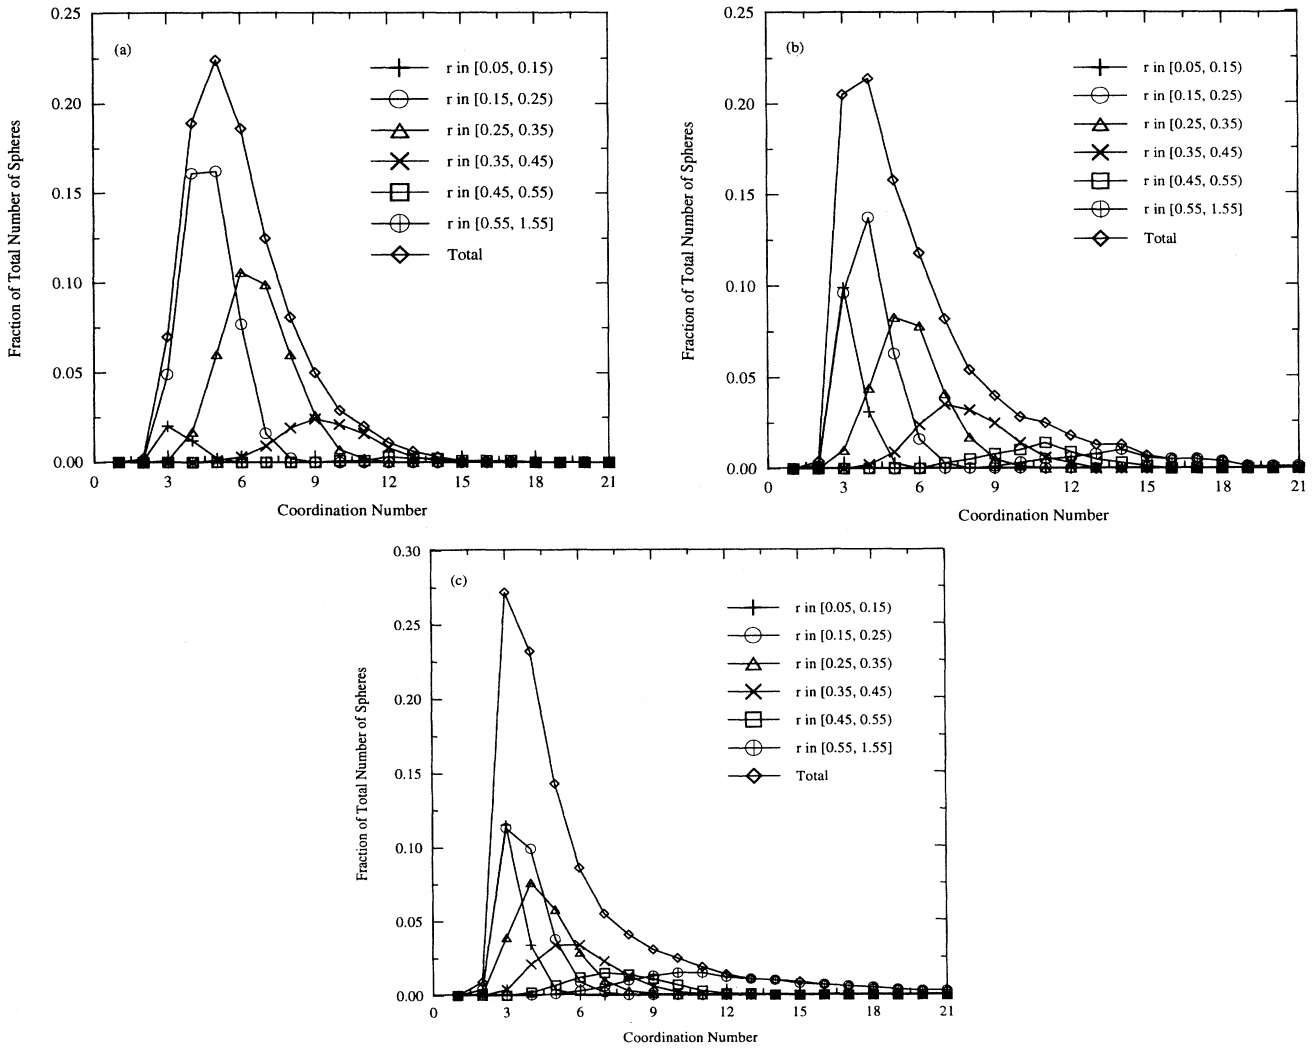 (a)
Fraction of Total Number of Spheres
0.25
0.20
0.15
0.10
0.05
0.00
0 3 6 9 12 15 18 21
Coordination Number
r in [0.05, 0.15)
r in [0.15, 0.25)
r in [0.25, 0.35)
r in [0.35, 0.45)
r in [0.45, 0.55)
r in [0.55, 1.55]
Total
(b)
Fraction of Total Number of Spheres
0.25
0.20
0.15
0.10
0.05
0.00
0 3 6 9 12 15 18 21
Coordination Number
r in [0.05, 0.15)
r in [0.15, 0.25)
r in [0.25, 0.35)
r in [0.35, 0.45)
r in [0.45, 0.55)
r in [0.55, 1.55]
Total
(c)
Fraction of Total Number of Spheres
0.30
0.25
0.20
0.15
0.10
0.05
0.00
0 3 6 9 12 15 18 21
Coordination Number
r in [0.05, 0.15)
r in [0.15, 0.25)
r in [0.25, 0.35)
r in [0.35, 0.45)
r in [0.45, 0.55)
r in [0.55, 1.55]
Total